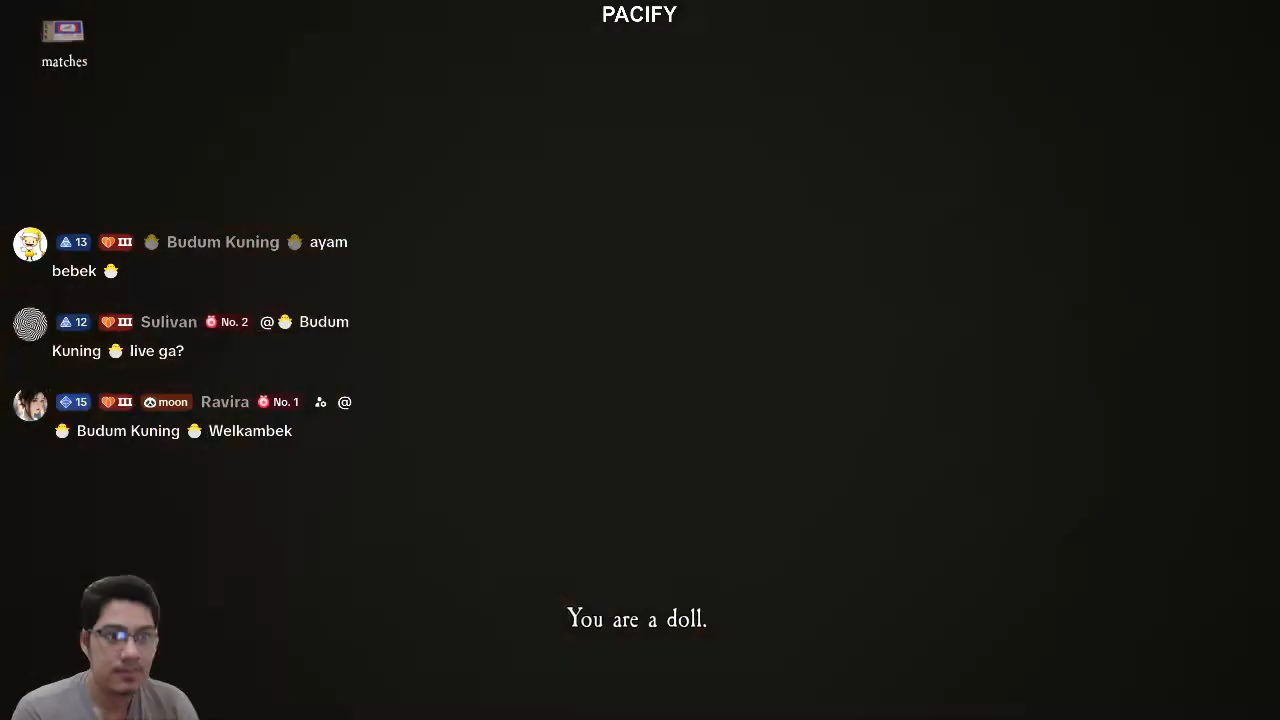 PACIFY
matches
13 III Budum Kuning ayam
bebek
12 III Sulivan No. 2 @ Budum
Kuning live ga?
15 III moon Ravira No. 1 @
Budum Kuning Welkambek
You are a doll.